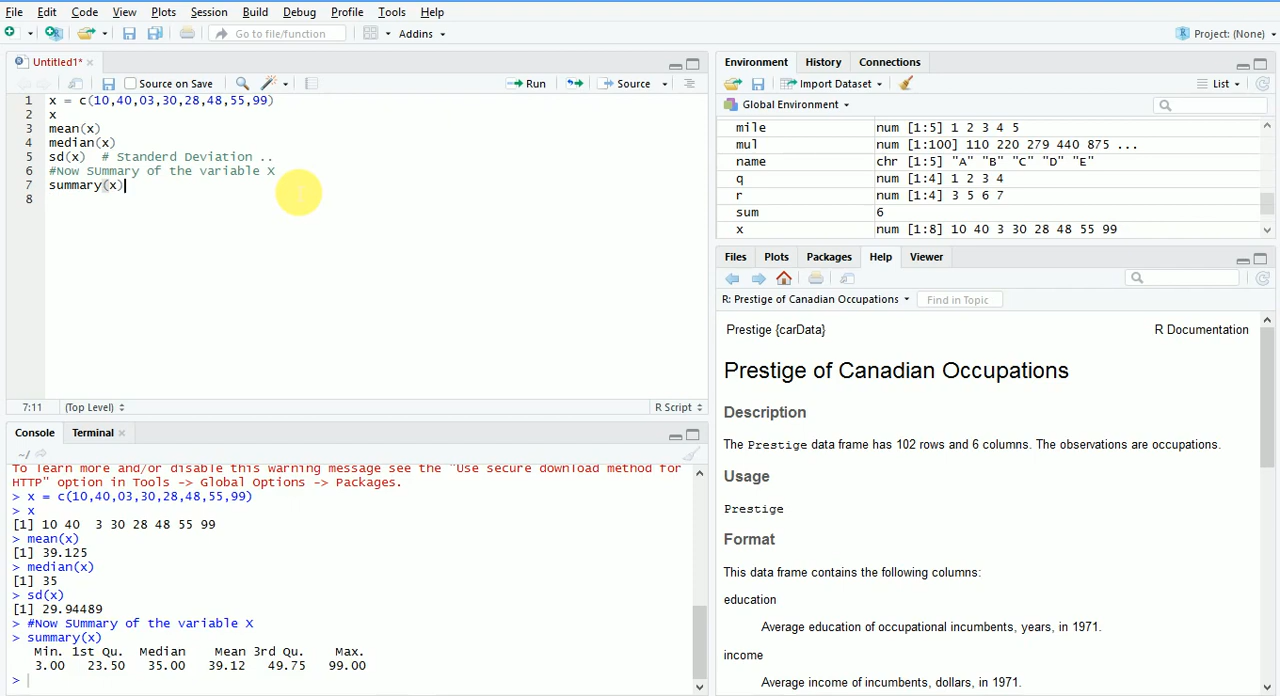 File Edit Code View Plots Session Build Debug Profile Tools Help
Go to file/function Addins Project: (None)
Untitled1*
Source on Save Run Source
1 x = c(10,40,03,30,28,48,55,99)
2 x
3 mean(x)
4 median(x)
5 sd(x)  # Standerd Deviation ..
6 #Now SUmmary of the variable X
7 summary(x)
8
7:11 (Top Level) R Script
Console Terminal
~/
To learn more and/or disable this warning message see the "Use secure download method for
HTTP" option in Tools -> Global Options -> Packages.
> x = c(10,40,03,30,28,48,55,99)
> x
[1] 10 40  3 30 28 48 55 99
> mean(x)
[1] 39.125
> median(x)
[1] 35
> sd(x)
[1] 29.94489
> #Now SUmmary of the variable X
> summary(x)
Min. 1st Qu.  Median    Mean 3rd Qu.    Max.
3.00   23.50   35.00   39.12   49.75   99.00
>
Environment History Connections
Import Dataset List
Global Environment
mile num [1:5] 1 2 3 4 5
mul num [1:100] 110 220 279 440 875 ...
name chr [1:5] "A" "B" "C" "D" "E"
q num [1:4] 1 2 3 4
r num [1:4] 3 5 6 7
sum 6
x num [1:8] 10 40 3 30 28 48 55 99
Files Plots Packages Help Viewer
R: Prestige of Canadian Occupations Find in Topic
Prestige {carData} R Documentation
Prestige of Canadian Occupations
Description
The Prestige data frame has 102 rows and 6 columns. The observations are occupations.
Usage
Prestige
Format
This data frame contains the following columns:
education
Average education of occupational incumbents, years, in 1971.
income
Average income of incumbents, dollars, in 1971.